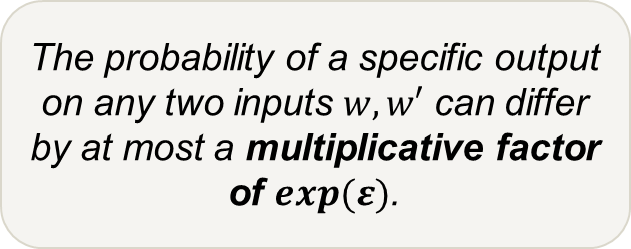 The probability of a specific output
on any two inputs w, w′ can differ
by at most a multiplicative factor
of exp(ε).